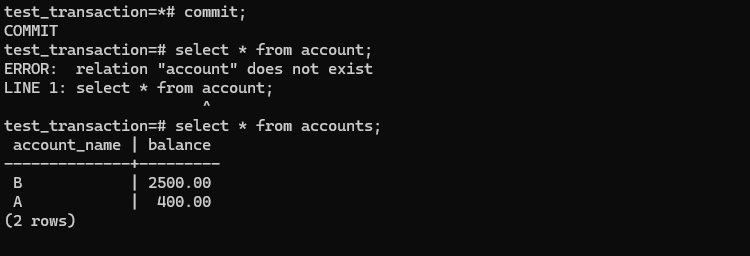 test_transaction=*# commit;
COMMIT
test_transaction=# select * from account;
ERROR:  relation "account" does not exist
LINE 1: select * from account;
                      ^
test_transaction=# select * from accounts;
 account_name | balance
--------------+---------
 B            | 2500.00
 A            |  400.00
(2 rows)